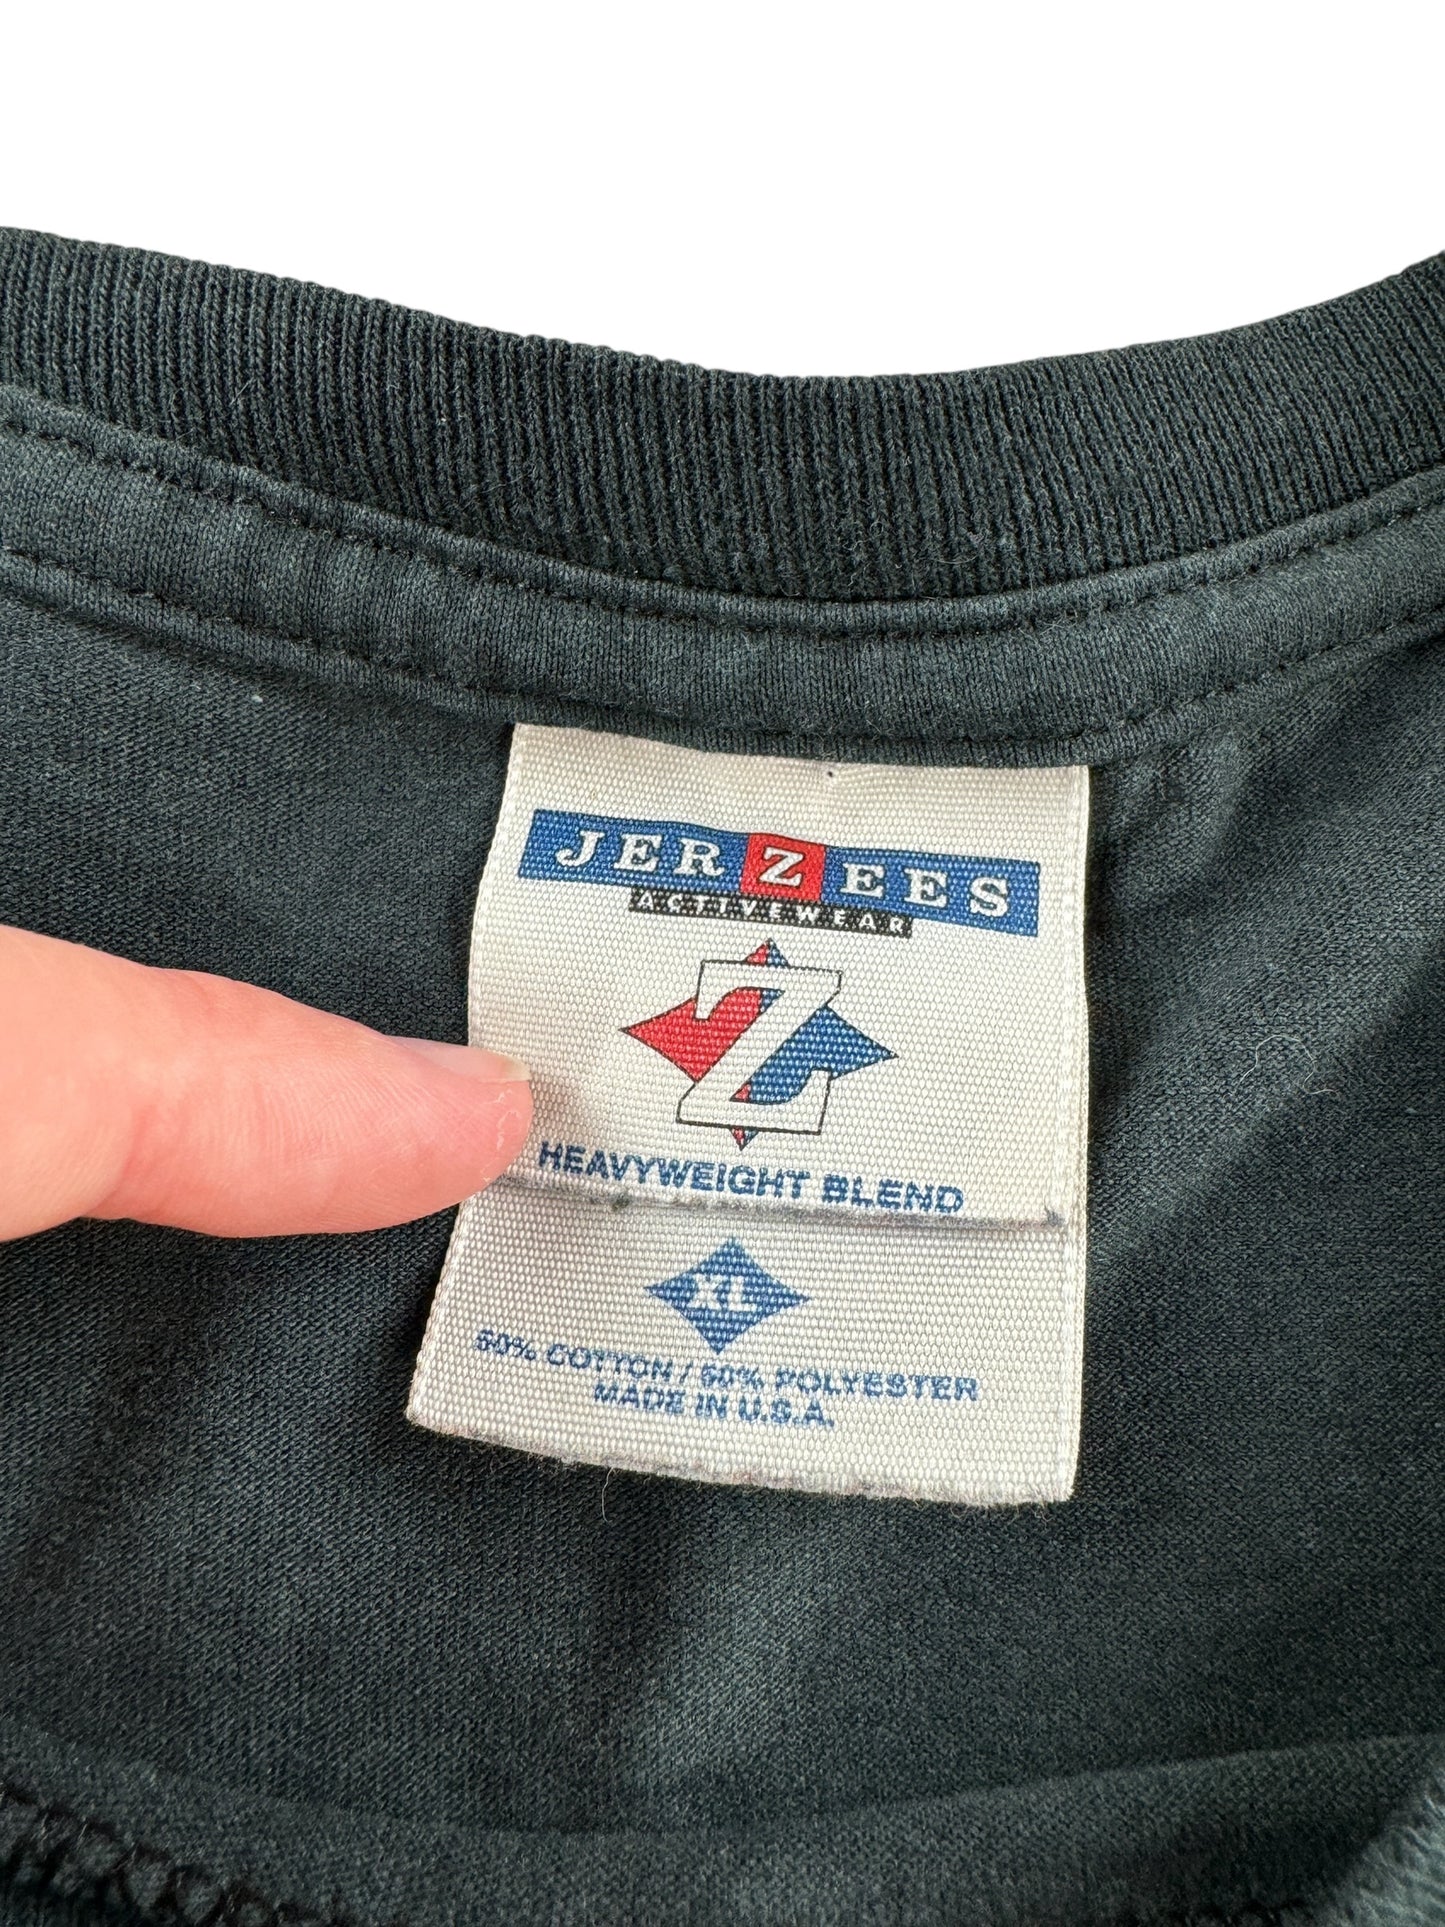 JERZEES
ACTIVEWEAR
Z
HEAVYWEIGHT BLEND
XL
50% COTTON / 50% POLYESTER
MADE IN U.S.A.